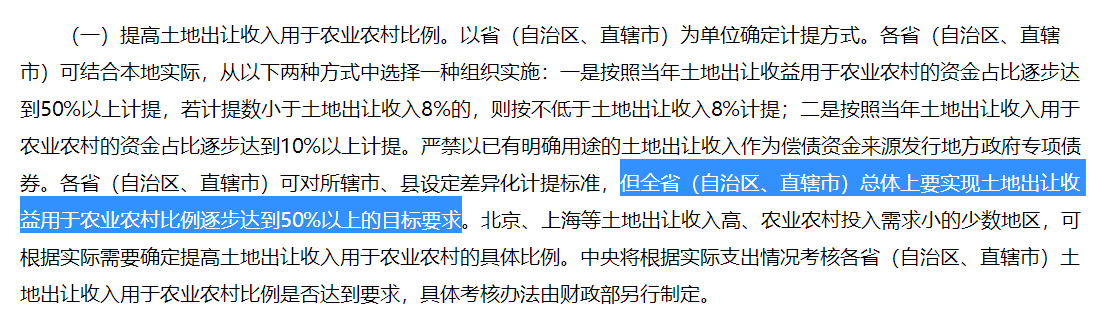 （一）提高土地出让收入用于农业农村比例。以省（自治区、直辖市）为单位确定计提方式。各省（自治区、直辖
市）可结合本地实际，从以下两种方式中选择一种组织实施：一是按照当年土地出让收益用于农业农村的资金占比逐步达
到50%以上计提，若计提数小于土地出让收入8%的，则按不低于土地出让收入8%计提；二是按照当年土地出让收入用于
农业农村的资金占比逐步达到10%以上计提。严禁以已有明确用途的土地出让收入作为偿债资金来源发行地方政府专项债
券。各省（自治区、直辖市）可对所辖市、县设定差异化计提标准，但全省（自治区、直辖市）总体上要实现土地出让收
益用于农业农村比例逐步达到50%以上的目标要求。北京、上海等土地出让收入高、农业农村投入需求小的少数地区，可
根据实际需要确定提高土地出让收入用于农业农村的具体比例。中央将根据实际支出情况考核各省（自治区、直辖市）土
地出让收入用于农业农村比例是否达到要求，具体考核办法由财政部另行制定。